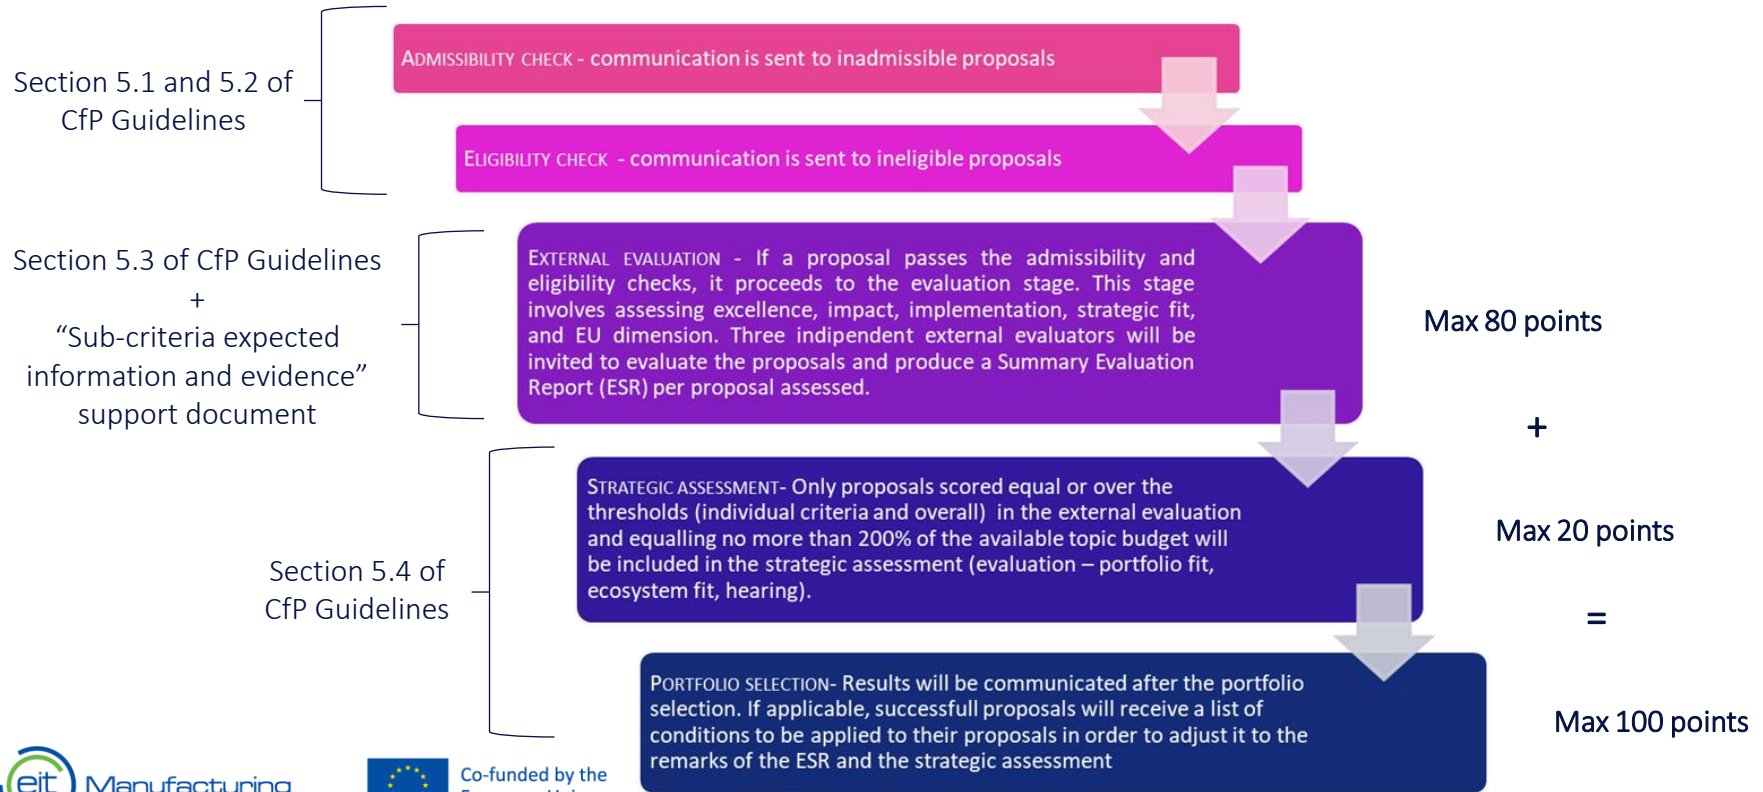 Section 5.1 and 5.2 of
CfP Guidelines
ADMISSIBILITY CHECK - communication is sent to inadmissible proposals
ELIGIBILITY CHECK - communication is sent to ineligible proposals
Section 5.3 of CfP Guidelines
+
“Sub-criteria expected
information and evidence”
support document
EXTERNAL EVALUATION - If a proposal passes the admissibility and
eligibility checks, it proceeds to the evaluation stage. This stage
involves assessing excellence, impact, implementation, strategic fit,
and EU dimension. Three indipendent external evaluators will be
invited to evaluate the proposals and produce a Summary Evaluation
Report (ESR) per proposal assessed.
Max 80 points
+
Section 5.4 of
CfP Guidelines
STRATEGIC ASSESSMENT- Only proposals scored equal or over the
thresholds (individual criteria and overall) in the external evaluation
and equalling no more than 200% of the available topic budget will
be included in the strategic assessment (evaluation – portfolio fit,
ecosystem fit, hearing).
Max 20 points
=
PORTFOLIO SELECTION- Results will be communicated after the portfolio
selection. If applicable, successfull proposals will receive a list of
conditions to be applied to their proposals in order to adjust it to the
remarks of the ESR and the strategic assessment
Max 100 points
eit Manufacturing
Co-funded by the